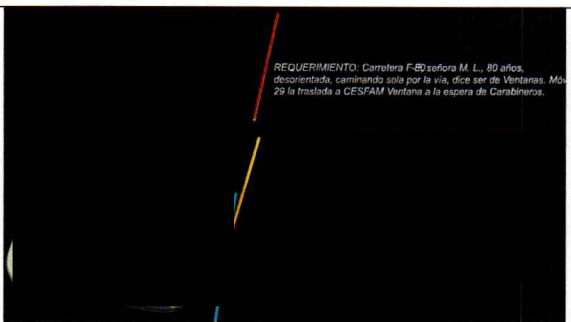 REQUERIMIENTO: Carretera F-30 señora M. L., 80 años,
desorientada, caminando sola por la vía, dice ser de Ventanas. Móv
29 la traslada a CESFAM Ventana a la espera de Carabineros.